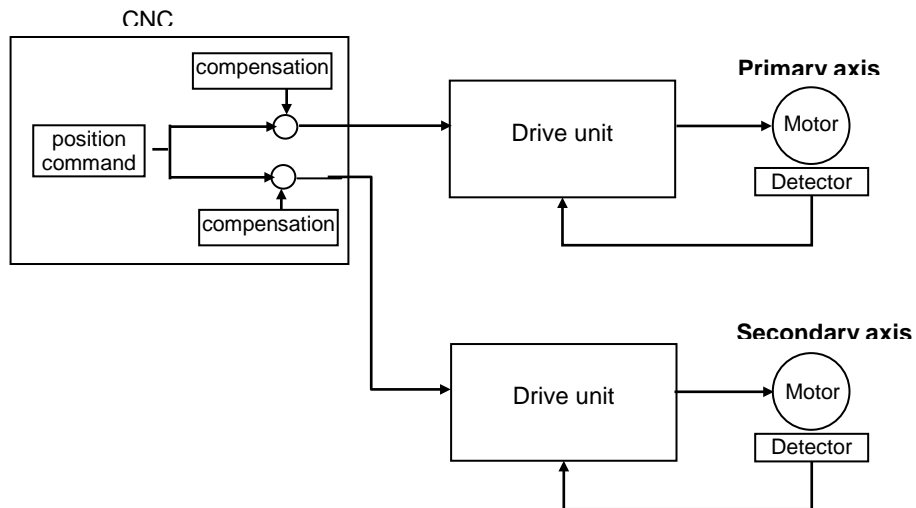 CNC
compensation
position
command
compensation
Drive unit
Primary axis
Motor
Detector
Secondary axis
Drive unit
Motor
Detector